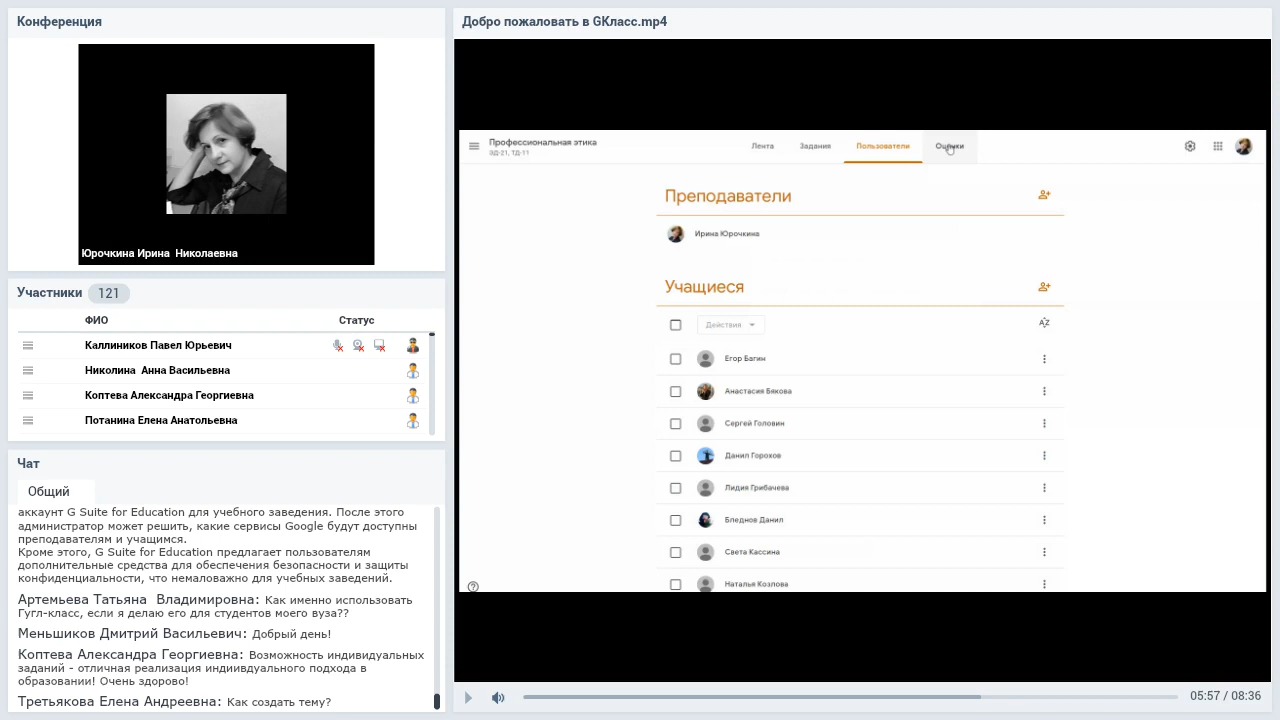 Конференция
Юрочкина Ирина Николаевна
Участники 121
ФИО Статус
Каллиников Павел Юрьевич
Николина Анна Васильевна
Коптева Александра Георгиевна
Потанина Елена Анатольевна
Чат
Общий
аккаунт G Suite for Education для учебного заведения. После этого
администратор может решить, какие сервисы Google будут доступны
преподавателям и учащимся.
Кроме этого, G Suite for Education предлагает пользователям
дополнительные средства для обеспечения безопасности и защиты
конфиденциальности, что немаловажно для учебных заведений.
Артемьева Татьяна Владимировна: Как именно использовать
Гугл-класс, если я делаю его для студентов моего вуза??
Меньшиков Дмитрий Васильевич: Добрый день!
Коптева Александра Георгиевна: Возможность индивидуальных
заданий - отличная реализация индиивдуального подхода в
образовании! Очень здорово!
Третьякова Елена Андреевна: Как создать тему?
Добро пожаловать в GКласс.mp4
Профессиональная этика
ЭД-21, ТД-11
Лента Задания Пользователи Оценки
Преподаватели
Ирина Юрочкина
Учащиеся
Действия
Егор Багин
Анастасия Бякова
Сергей Головин
Данил Горохов
Лидия Грибачева
Бледнов Данил
Света Кассина
Наталья Козлова
05:57 / 08:36